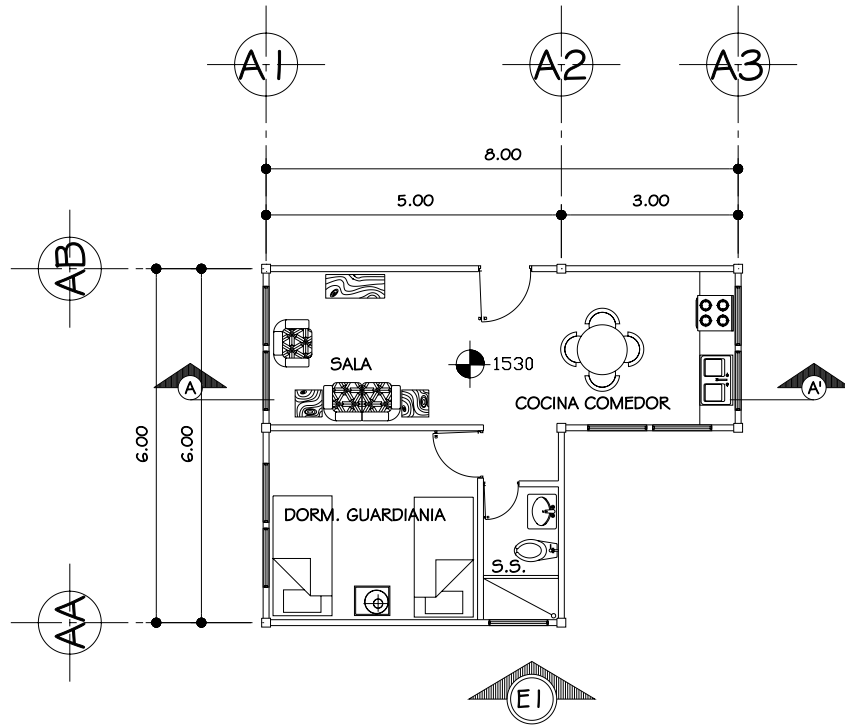 A1 A2 A3
8.00
5.00 3.00
AB
SALA
1530
A
A'
COCINA COMEDOR
6.00
6.00
DORM. GUARDIANIA
S.S.
AA
E1